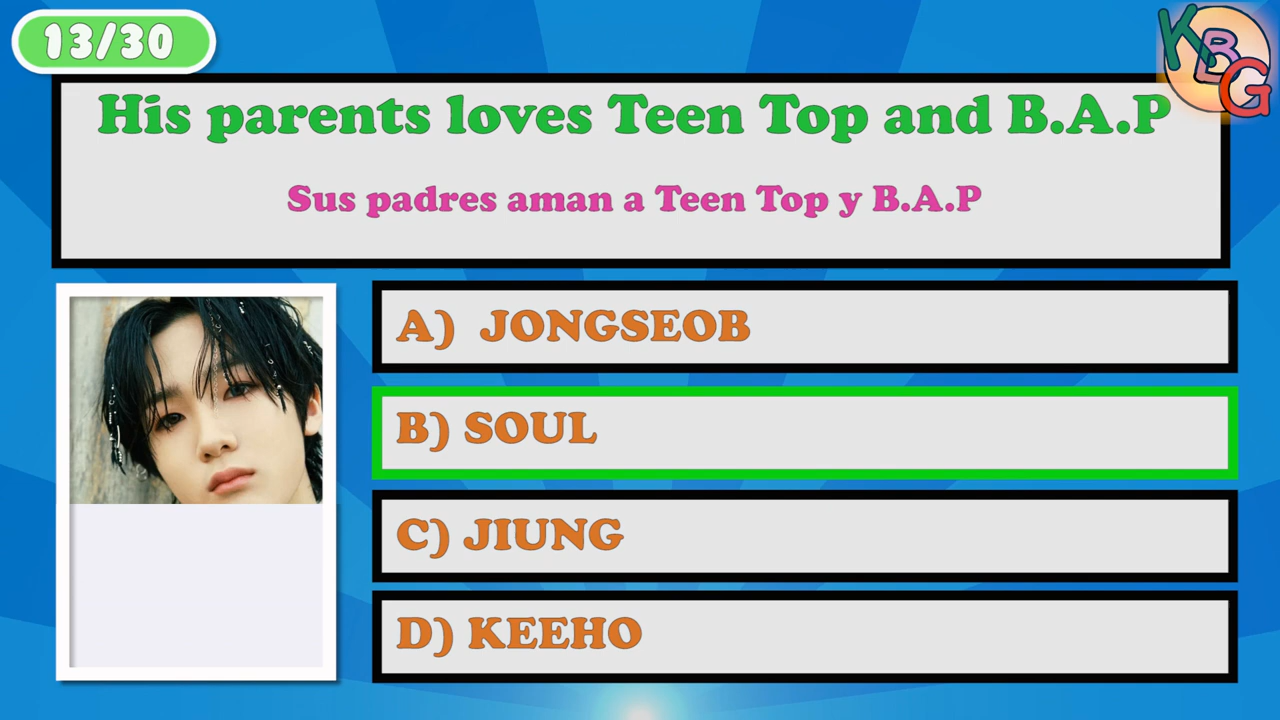 13/30
KBG
His parents loves Teen Top and B.A.P
Sus padres aman a Teen Top y B.A.P
A) JONGSEOB
B) SOUL
C) JIUNG
D) KEEHO